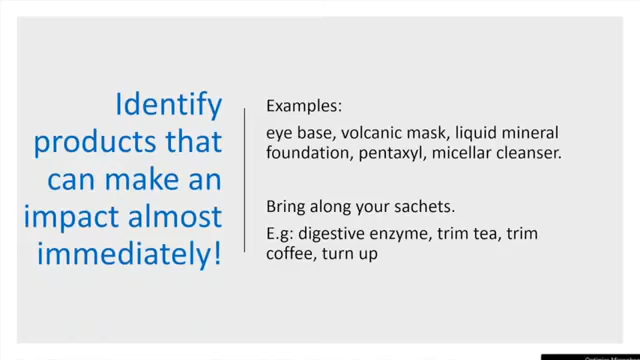 Identify
products that
can make an
impact almost
immediately!
Examples:
eye base, volcanic mask, liquid mineral
foundation, pentaxyl, micellar cleanser.
Bring along your sachets.
E.g: digestive enzyme, trim tea, trim
coffee, turn up